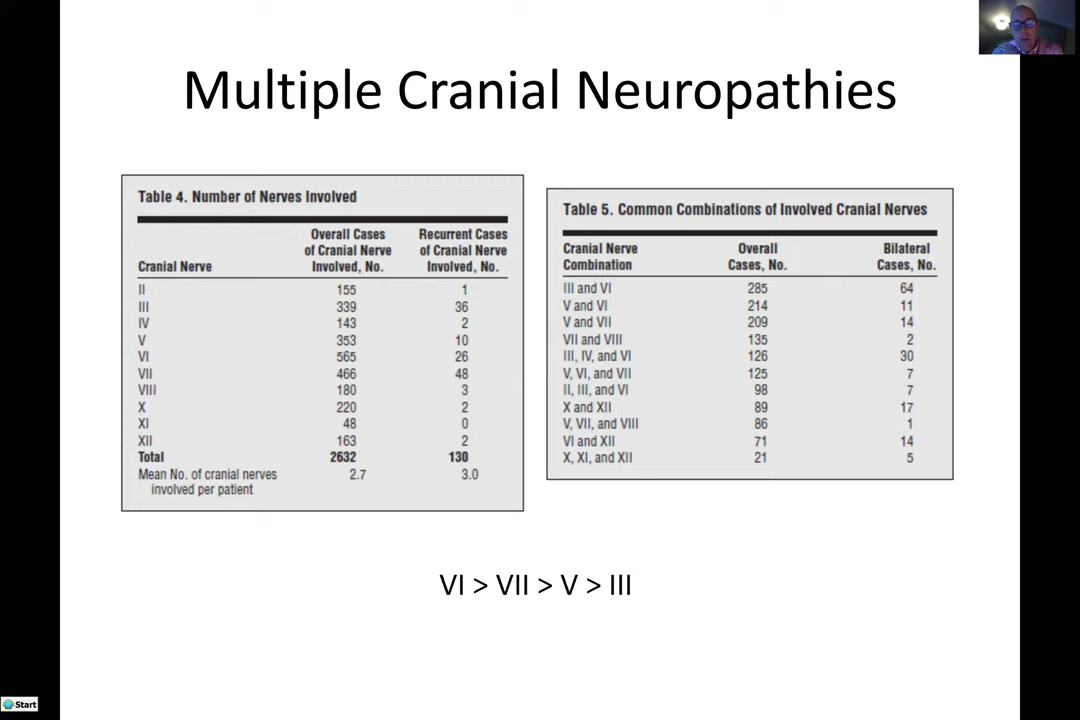 Multiple Cranial Neuropathies
Table 4. Number of Nerves Involved
Cranial Nerve Overall Cases of Cranial Nerve Involved, No. Recurrent Cases of Cranial Nerve Involved, No.
II 155 1
III 339 36
IV 143 2
V 353 10
VI 565 26
VII 466 48
VIII 180 3
X 220 2
XI 48 0
XII 163 2
Total 2632 130
Mean No. of cranial nerves 2.7 3.0
involved per patient
Table 5. Common Combinations of Involved Cranial Nerves
Cranial Nerve Overall Bilateral
Combination Cases, No. Cases, No.
III and VI 285 64
V and VI 214 11
V and VII 209 14
VII and VIII 135 2
III, IV, and VI 126 30
V, VI, and VII 125 7
II, III, and VI 98 7
X and XII 89 17
V, VII, and VIII 86 1
VI and XII 71 14
X, XI, and XII 21 5
VI > VII > V > III
Start